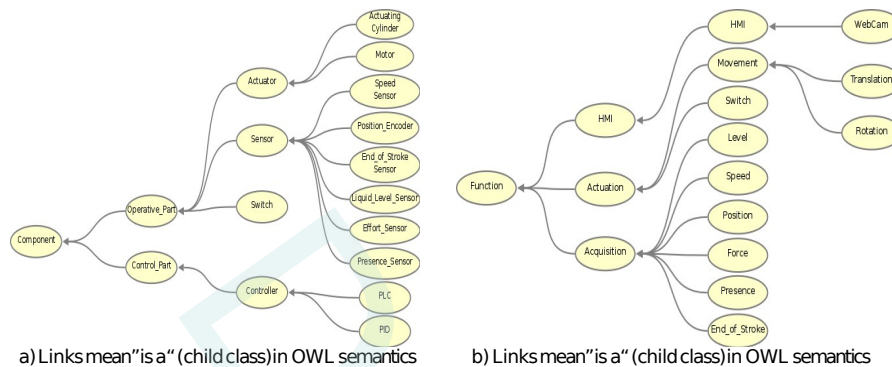 Actuating
Cylinder
Motor
Actuator
Speed
Sensor
Position_Encoder
Sensor
End_of_Stroke
Sensor
Liquid_Level_Sensor
Switch
Operative_Part
Effort_Sensor
Component
Presence_Sensor
Control_Part
Controller
PLC
PID
a) Links mean”is a“ (child class)in OWL semantics
HMI
WebCam
Movement
Translation
Switch
HMI
Rotation
Level
Function
Actuation
Speed
Position
Acquisition
Force
Presence
End_of_Stroke
b) Links mean”is a“ (child class)in OWL semantics